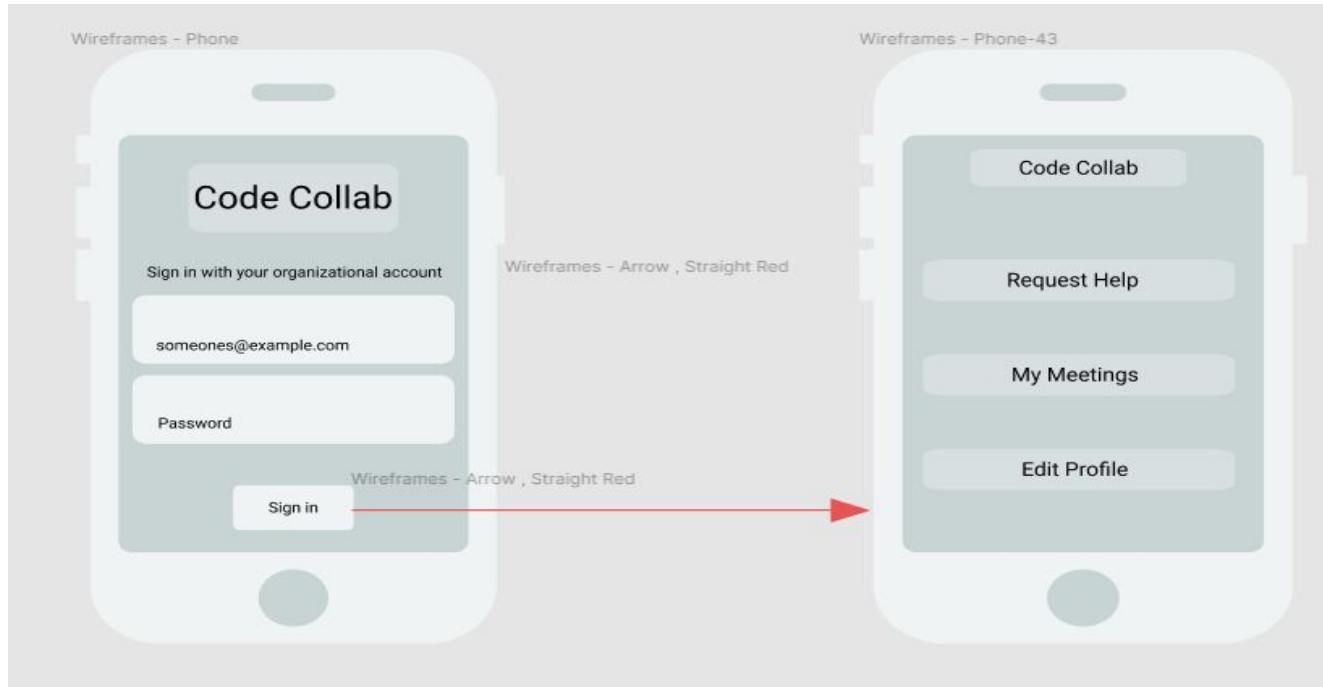 Wireframes - Phone
Code Collab
Sign in with your organizational account
someones@example.com
Password
Sign in
Wireframes - Arrow , Straight Red
Wireframes - Arrow , Straight Red
Wireframes - Phone-43
Code Collab
Request Help
My Meetings
Edit Profile